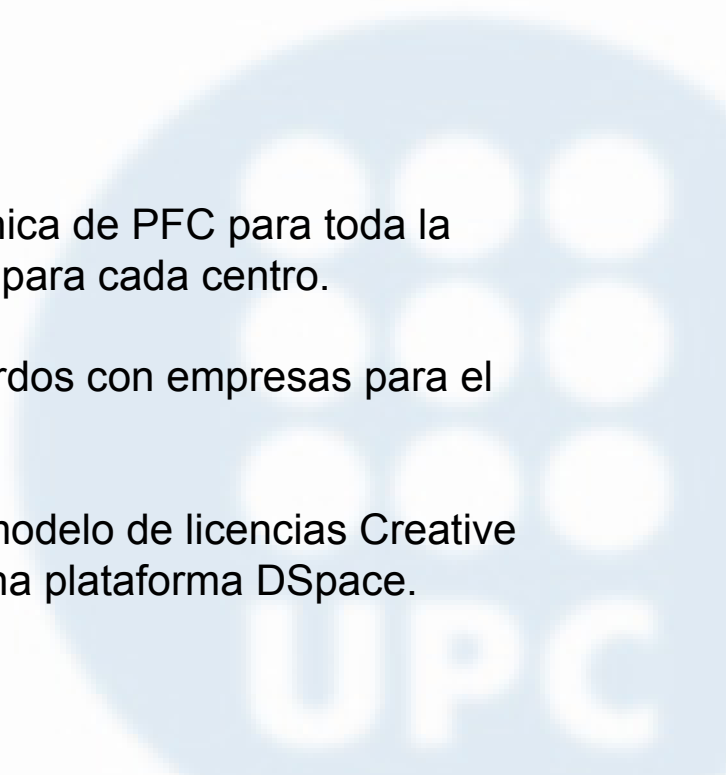 nica de PFC para toda la
para cada centro.
rdos con empresas para el
modelo de licencias Creative
na plataforma DSpace.
UPC